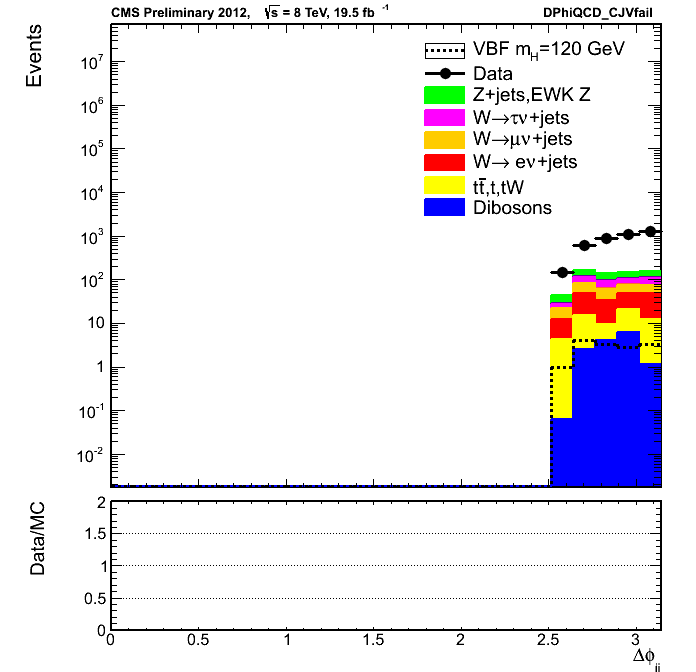 CMS Preliminary 2012, √s = 8 TeV, 19.5 fb⁻¹ DPhiQCD_CJVfail
Events
VBF m_H=120 GeV
Data
Z+jets,EWK Z
W→τν+jets
W→μν+jets
W→ eν+jets
tt̄,t,tW
Dibosons
10⁷
10⁶
10⁵
10⁴
10³
10²
10
1
10⁻¹
10⁻²
Data/MC
2
1.5
1
0.5
0
0 0.5 1 1.5 2 2.5 3
Δϕ_jj